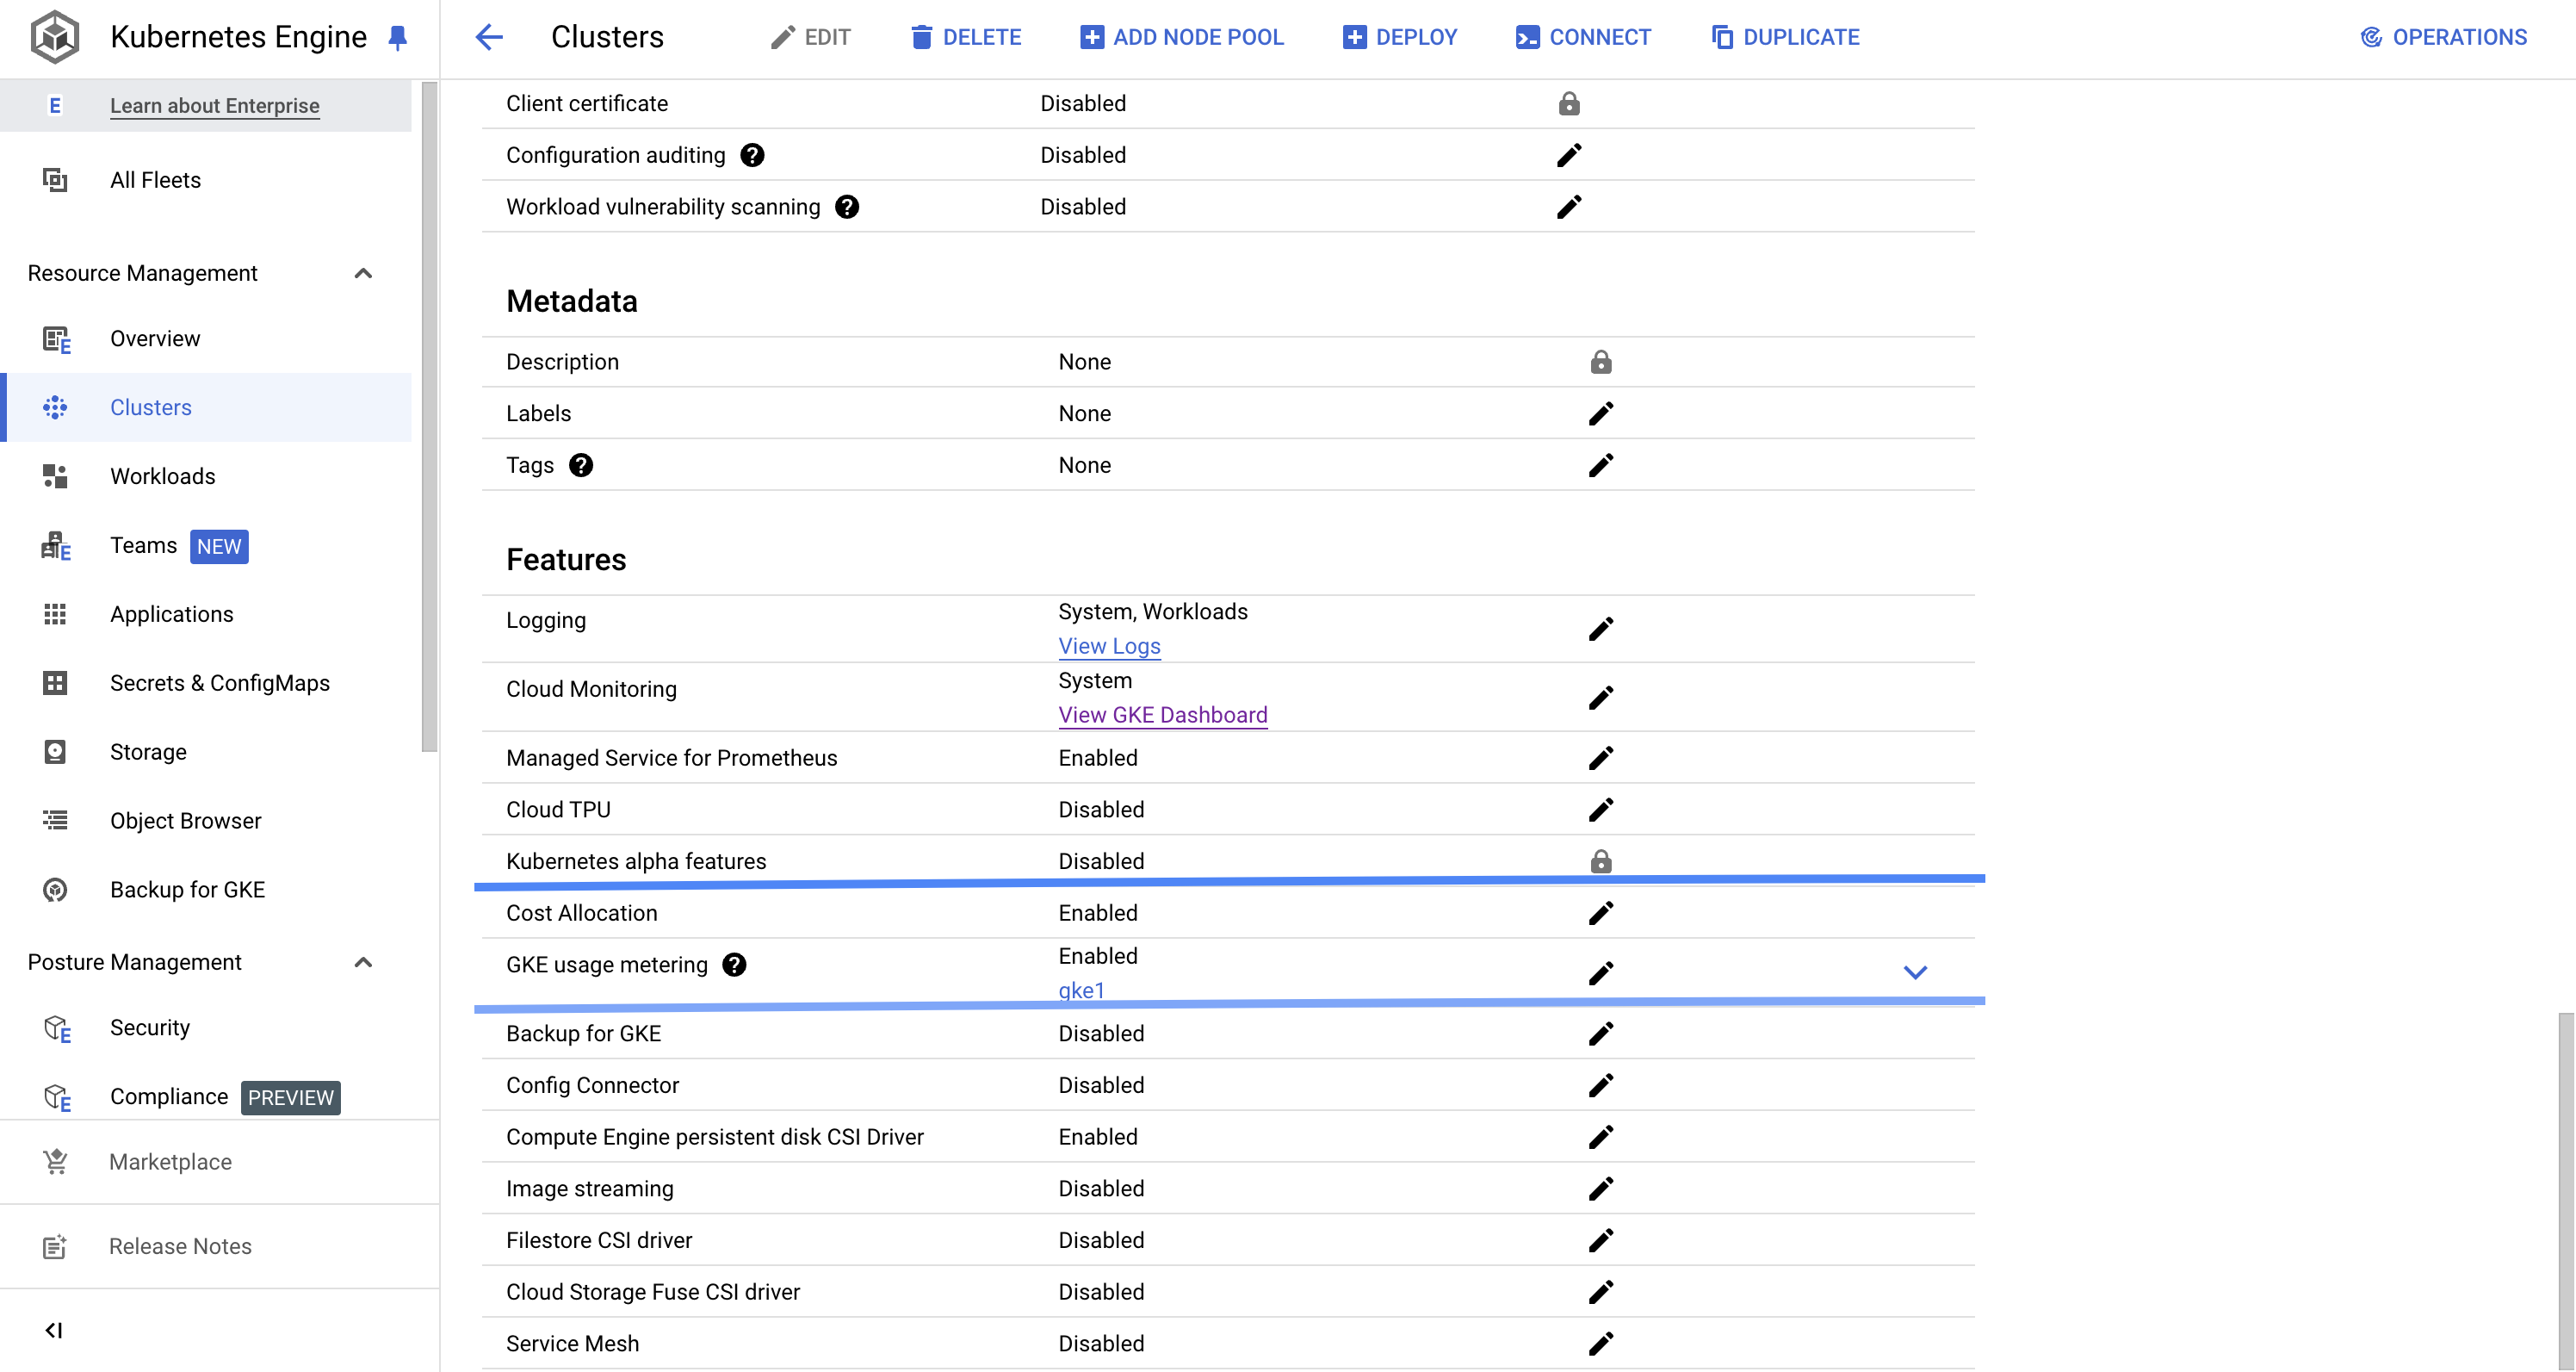 Kubernetes Engine
Clusters
EDIT
DELETE
ADD NODE POOL
DEPLOY
CONNECT
DUPLICATE
OPERATIONS
E Learn about Enterprise
All Fleets
Resource Management
E Overview
Clusters
Workloads
E Teams NEW
Applications
Secrets & ConfigMaps
Storage
Object Browser
Backup for GKE
Posture Management
E Security
E Compliance PREVIEW
Marketplace
Release Notes
Client certificate Disabled
Configuration auditing ? Disabled
Workload vulnerability scanning ? Disabled
Metadata
Description None
Labels None
Tags ? None
Features
Logging System, Workloads
View Logs
Cloud Monitoring System
View GKE Dashboard
Managed Service for Prometheus Enabled
Cloud TPU Disabled
Kubernetes alpha features Disabled
Cost Allocation Enabled
GKE usage metering ? Enabled
gke1
Backup for GKE Disabled
Config Connector Disabled
Compute Engine persistent disk CSI Driver Enabled
Image streaming Disabled
Filestore CSI driver Disabled
Cloud Storage Fuse CSI driver Disabled
Service Mesh Disabled